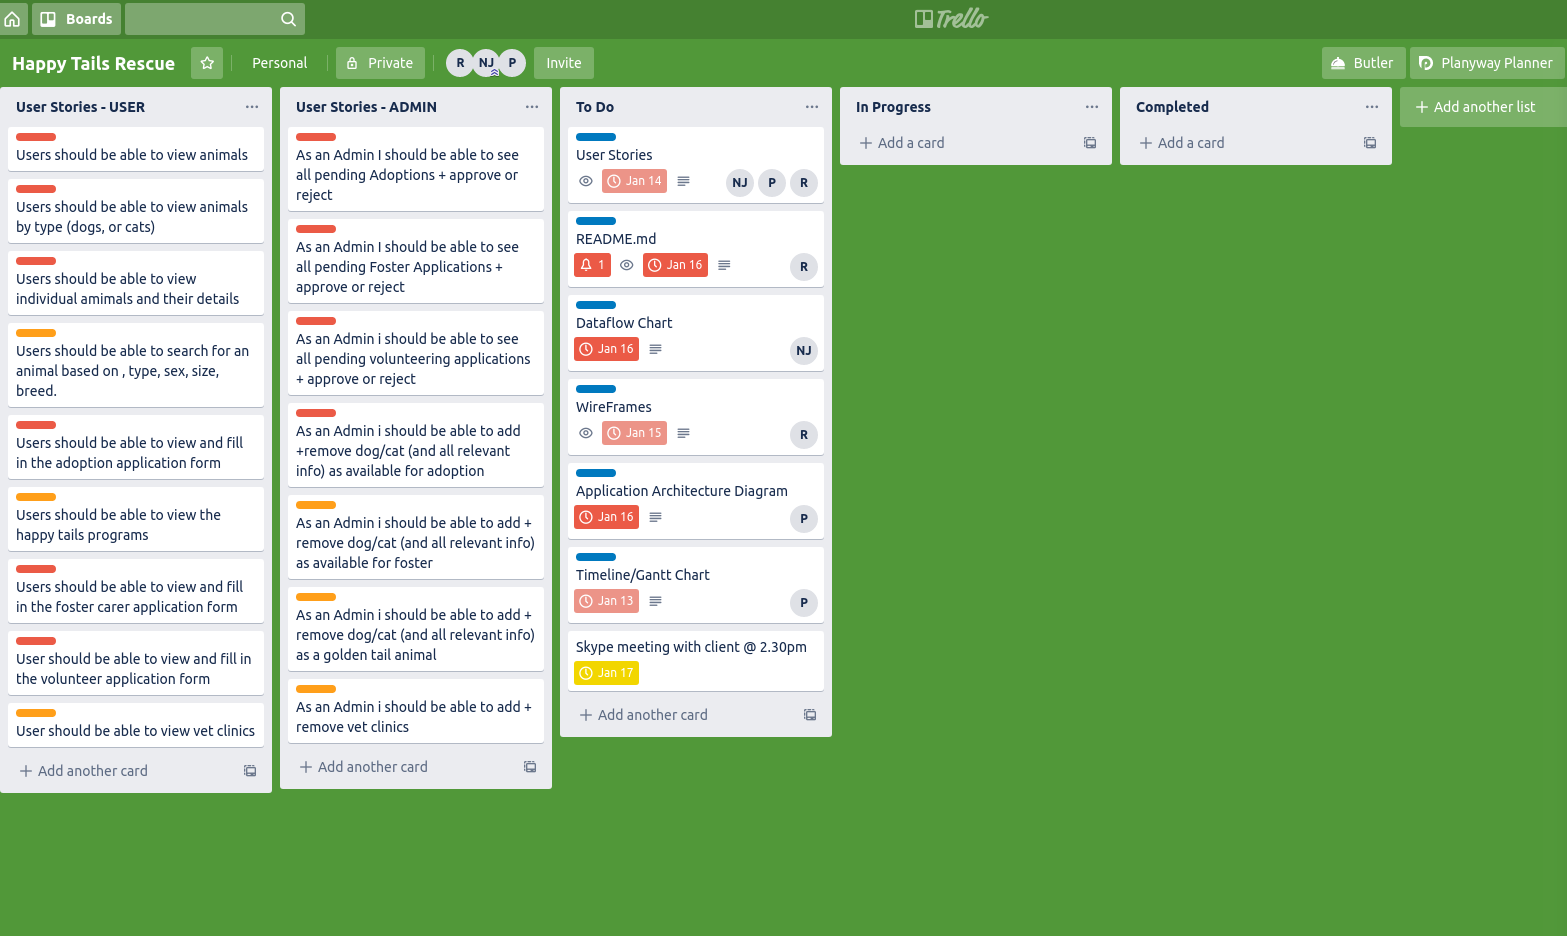 Boards
Trello
Happy Tails Rescue
Personal
Private
R
NJ
P
Invite
Butler
Planyway Planner
User Stories - USER
Users should be able to view animals
Users should be able to view animals
by type (dogs, or cats)
Users should be able to view
individual amimals and their details
Users should be able to search for an
animal based on , type, sex, size,
breed.
Users should be able to view and fill
in the adoption application form
Users should be able to view the
happy tails programs
Users should be able to view and fill
in the foster carer application form
User should be able to view and fill in
the volunteer application form
User should be able to view vet clinics
+ Add another card
User Stories - ADMIN
As an Admin I should be able to see
all pending Adoptions + approve or
reject
As an Admin I should be able to see
all pending Foster Applications +
approve or reject
As an Admin i should be able to see
all pending volunteering applications
+ approve or reject
As an Admin i should be able to add
+remove dog/cat (and all relevant
info) as available for adoption
As an Admin i should be able to add +
remove dog/cat (and all relevant info)
as available for foster
As an Admin i should be able to add +
remove dog/cat (and all relevant info)
as a golden tail animal
As an Admin i should be able to add +
remove vet clinics
+ Add another card
To Do
User Stories
Jan 14
NJ
P
R
README.md
1
Jan 16
R
Dataflow Chart
Jan 16
NJ
WireFrames
Jan 15
R
Application Architecture Diagram
Jan 16
P
Timeline/Gantt Chart
Jan 13
P
Skype meeting with client @ 2.30pm
Jan 17
+ Add another card
In Progress
+ Add a card
Completed
+ Add a card
+ Add another list